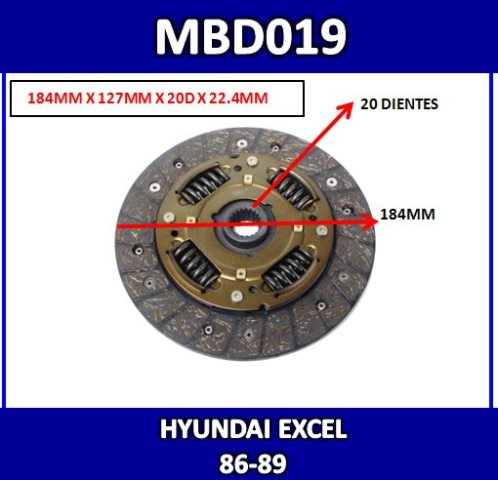 MBD019
184MM X 127MM X 20D X 22.4MM
20 DIENTES
184MM
HYUNDAI EXCEL
86-89